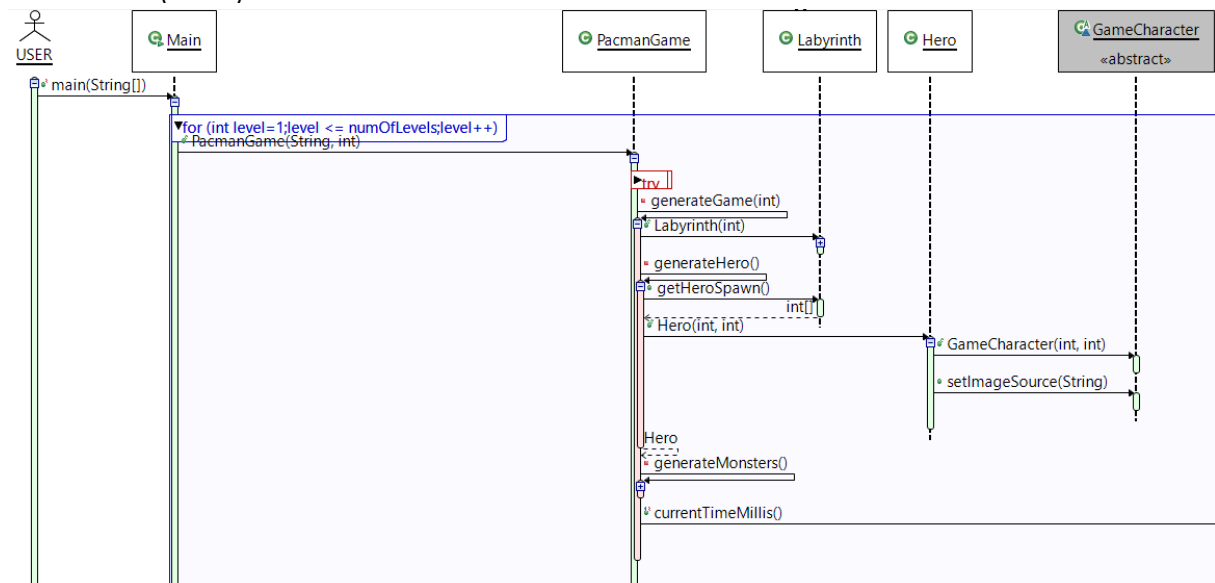 USER
Main
PacmanGame
Labyrinth
Hero
GameCharacter
«abstract»
main(String[])
for (int level=1;level <= numOfLevels;level++)
PacmanGame(String, int)
try
generateGame(int)
Labyrinth(int)
generateHero()
getHeroSpawn()
int[]
Hero(int, int)
GameCharacter(int, int)
setImageSource(String)
Hero
generateMonsters()
currentTimeMillis()